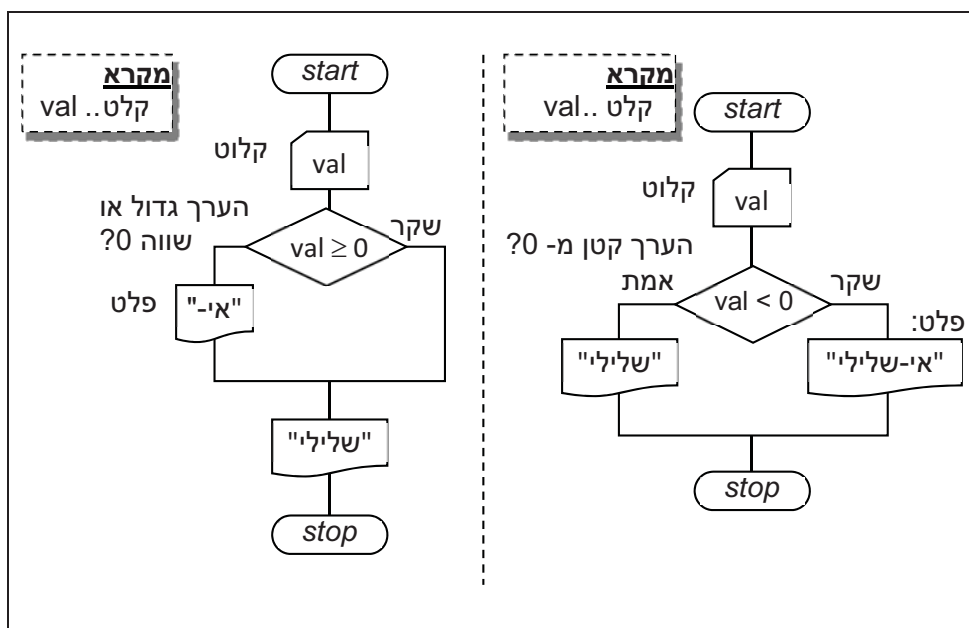 מקרא
קלט.. val
start
קלוט
val
הערך קטן מ- 0?
val < 0
אמת
שקר
פלט:
"שלילי"
"אי-שלילי"
stop
מקרא
קלט.. val
start
קלוט
val
הערך גדול או
שווה 0?
val ≥ 0
שקר
פלט
"אי-"
"שלילי"
stop